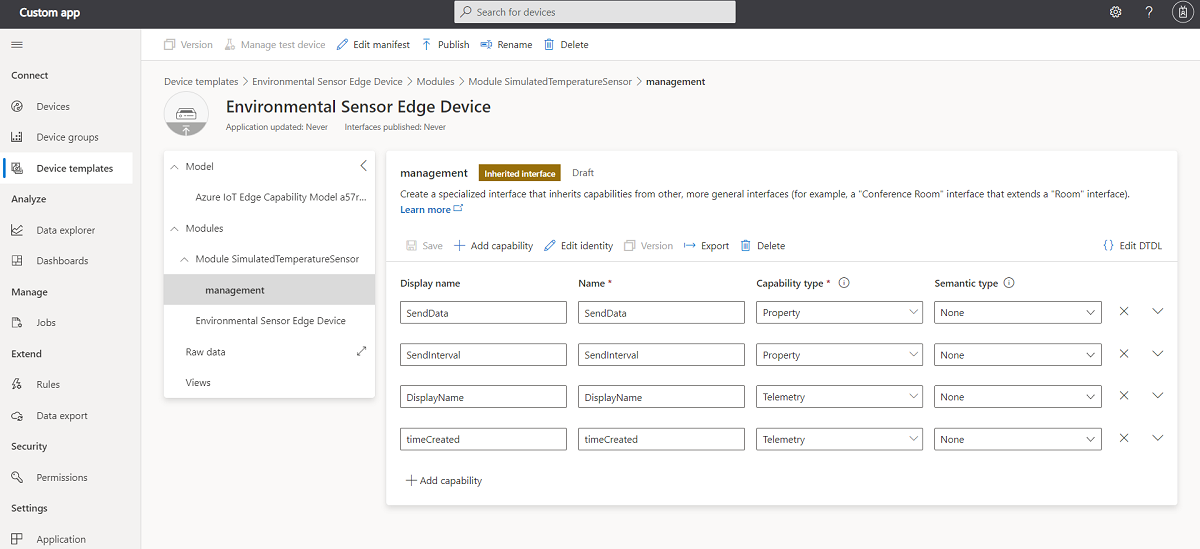 Custom app
Search for devices
?
Version Manage test device Edit manifest Publish Rename Delete
Connect
Devices
Device groups
Device templates
Analyze
Data explorer
Dashboards
Manage
Jobs
Extend
Rules
Data export
Security
Permissions
Settings
Application
Device templates > Environmental Sensor Edge Device > Modules > Module SimulatedTemperatureSensor > management
Environmental Sensor Edge Device
Application updated: Never Interfaces published: Never
Model
Azure IoT Edge Capability Model a57r...
Modules
Module SimulatedTemperatureSensor
management
Environmental Sensor Edge Device
Raw data
Views
management Inherited interface Draft
Create a specialized interface that inherits capabilities from other, more general interfaces (for example, a "Conference Room" interface that extends a "Room" interface).
Learn more
Save Add capability Edit identity Version Export Delete {} Edit DTDL
Display name Name * Capability type * Semantic type
SendData SendData Property None
SendInterval SendInterval Property None
DisplayName DisplayName Telemetry None
timeCreated timeCreated Telemetry None
Add capability